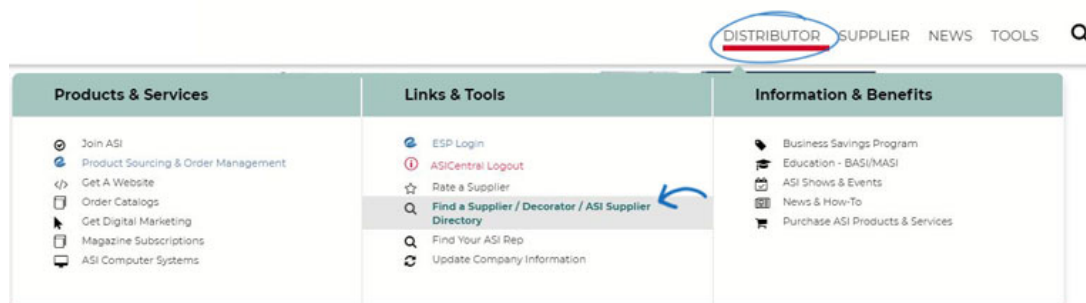 DISTRIBUTOR SUPPLIER NEWS TOOLS
Products & Services
Join ASI
Product Sourcing & Order Management
Get A Website
Order Catalogs
Get Digital Marketing
Magazine Subscriptions
ASI Computer Systems
Links & Tools
ESP Login
ASICentral Logout
Rate a Supplier
Find a Supplier / Decorator / ASI Supplier
Directory
Find Your ASI Rep
Update Company Information
Information & Benefits
Business Savings Program
Education - BASI/MASI
ASI Shows & Events
News & How-To
Purchase ASI Products & Services